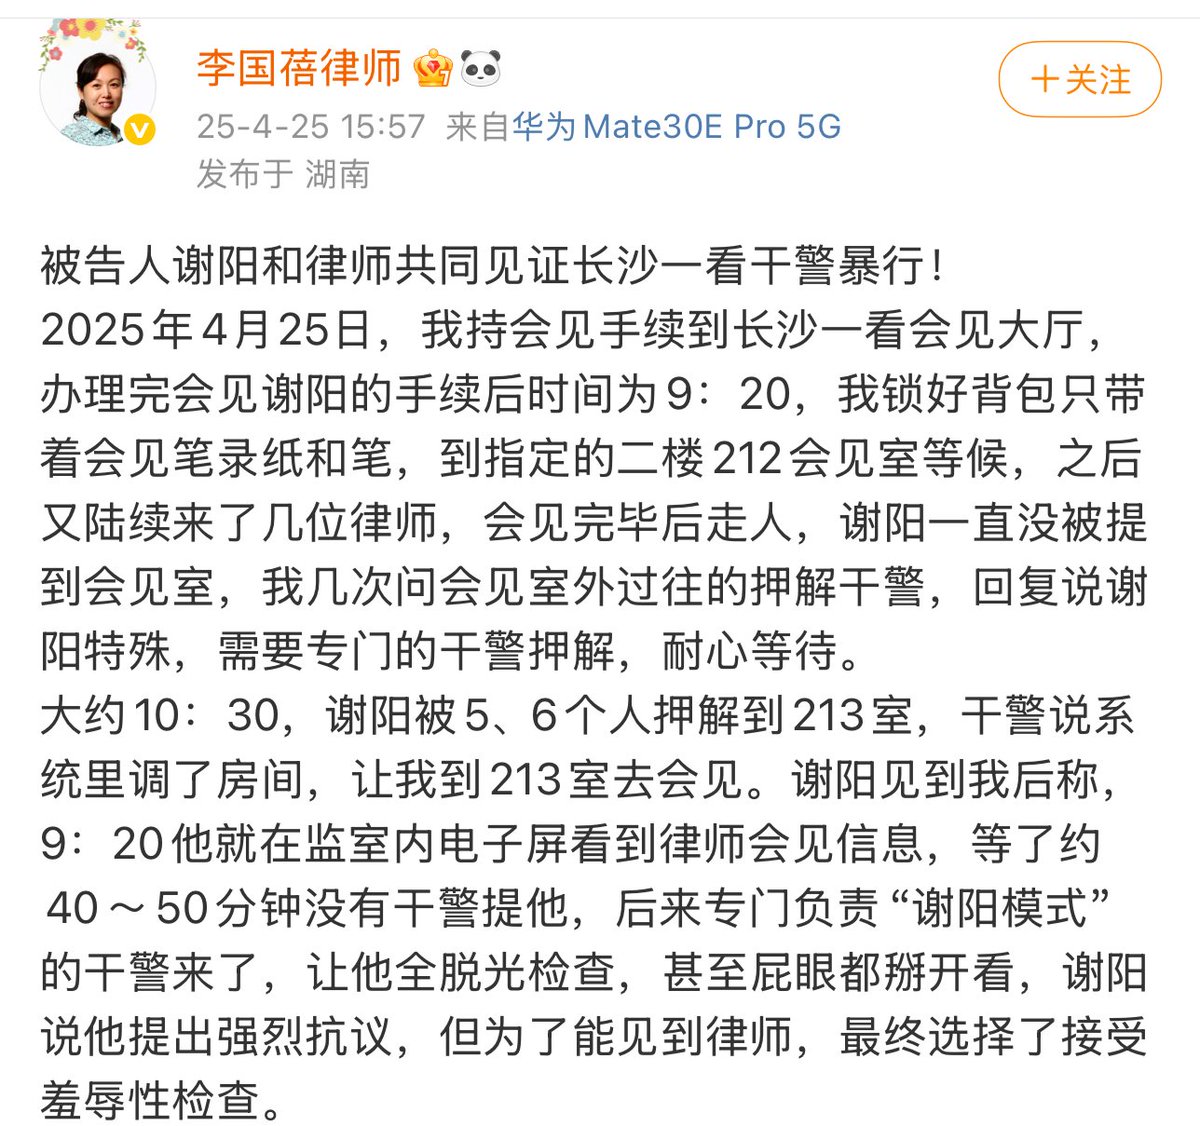 李国蓓律师
+关注
25-4-25 15:57 来自华为Mate30E Pro 5G
发布于 湖南
被告人谢阳和律师共同见证长沙一看干警暴行！
2025年4月25日，我持会见手续到长沙一看会见大厅，
办理完会见谢阳的手续后时间为9：20，我锁好背包只带
着会见笔录纸和笔，到指定的二楼212会见室等候，之后
又陆续来了几位律师，会见完毕后走人，谢阳一直没被提
到会见室，我几次问会见室外过往的押解干警，回复说谢
阳特殊，需要专门的干警押解，耐心等待。
大约10：30，谢阳被5、6个人押解到213室，干警说系
统里调了房间，让我到213室去会见。谢阳见到我后称，
9：20他就在监室内电子屏看到律师会见信息，等了约
40～50分钟没有干警提他，后来专门负责“谢阳模式”
的干警来了，让他全脱光检查，甚至屁眼都掰开看，谢阳
说他提出强烈抗议，但为了能见到律师，最终选择了接受
羞辱性检查。